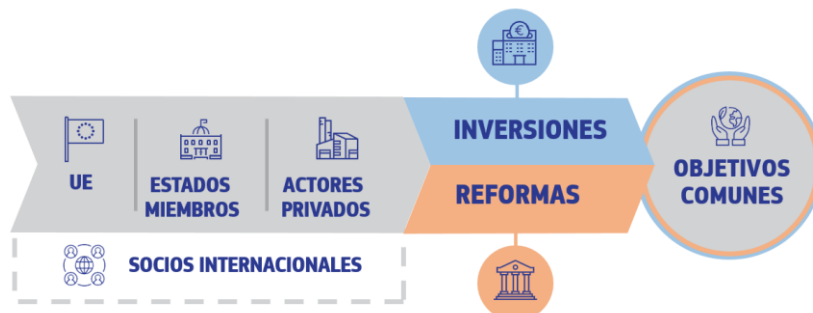 UE
ESTADOS
MIEMBROS
ACTORES
PRIVADOS
SOCIOS INTERNACIONALES
€
INVERSIONES
REFORMAS
OBJETIVOS
COMUNES